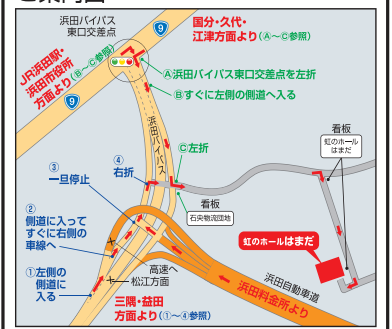 ご案内図
浜田バイパス
東口交差点
9
国分・久代・
江津方面より(Ⓐ~Ⓒ参照)
JR浜田駅・
浜田市役所
方面より(Ⓑ~Ⓒ参照)
9
Ⓐ浜田バイパス東口交差点を左折
Ⓑすぐに左側の側道へ入る
浜田バイパス
Ⓒ左折
③
一旦停止
④
右折
看板
虹のホール
はまだ
看板
石央物流団地
②
側道に入って
すぐに右側の
車線へ
虹のホールはまだ
①左側の
側道に
入る
高速へ
松江方面
浜田自動車道
浜田料金所より
三隅・益田
方面より(①~④参照)